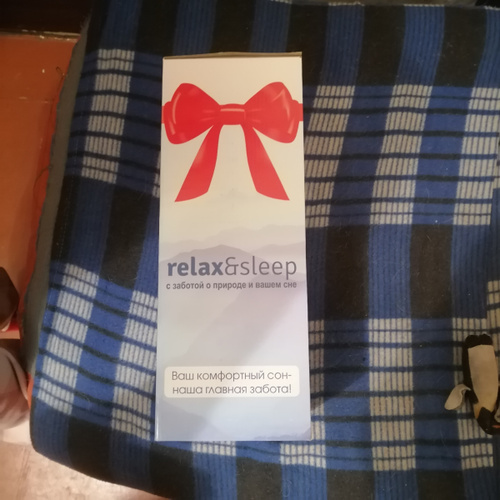 relax&sleep
с заботой о природе и вашем сне
Ваш комфортный сон-
наша главная забота!